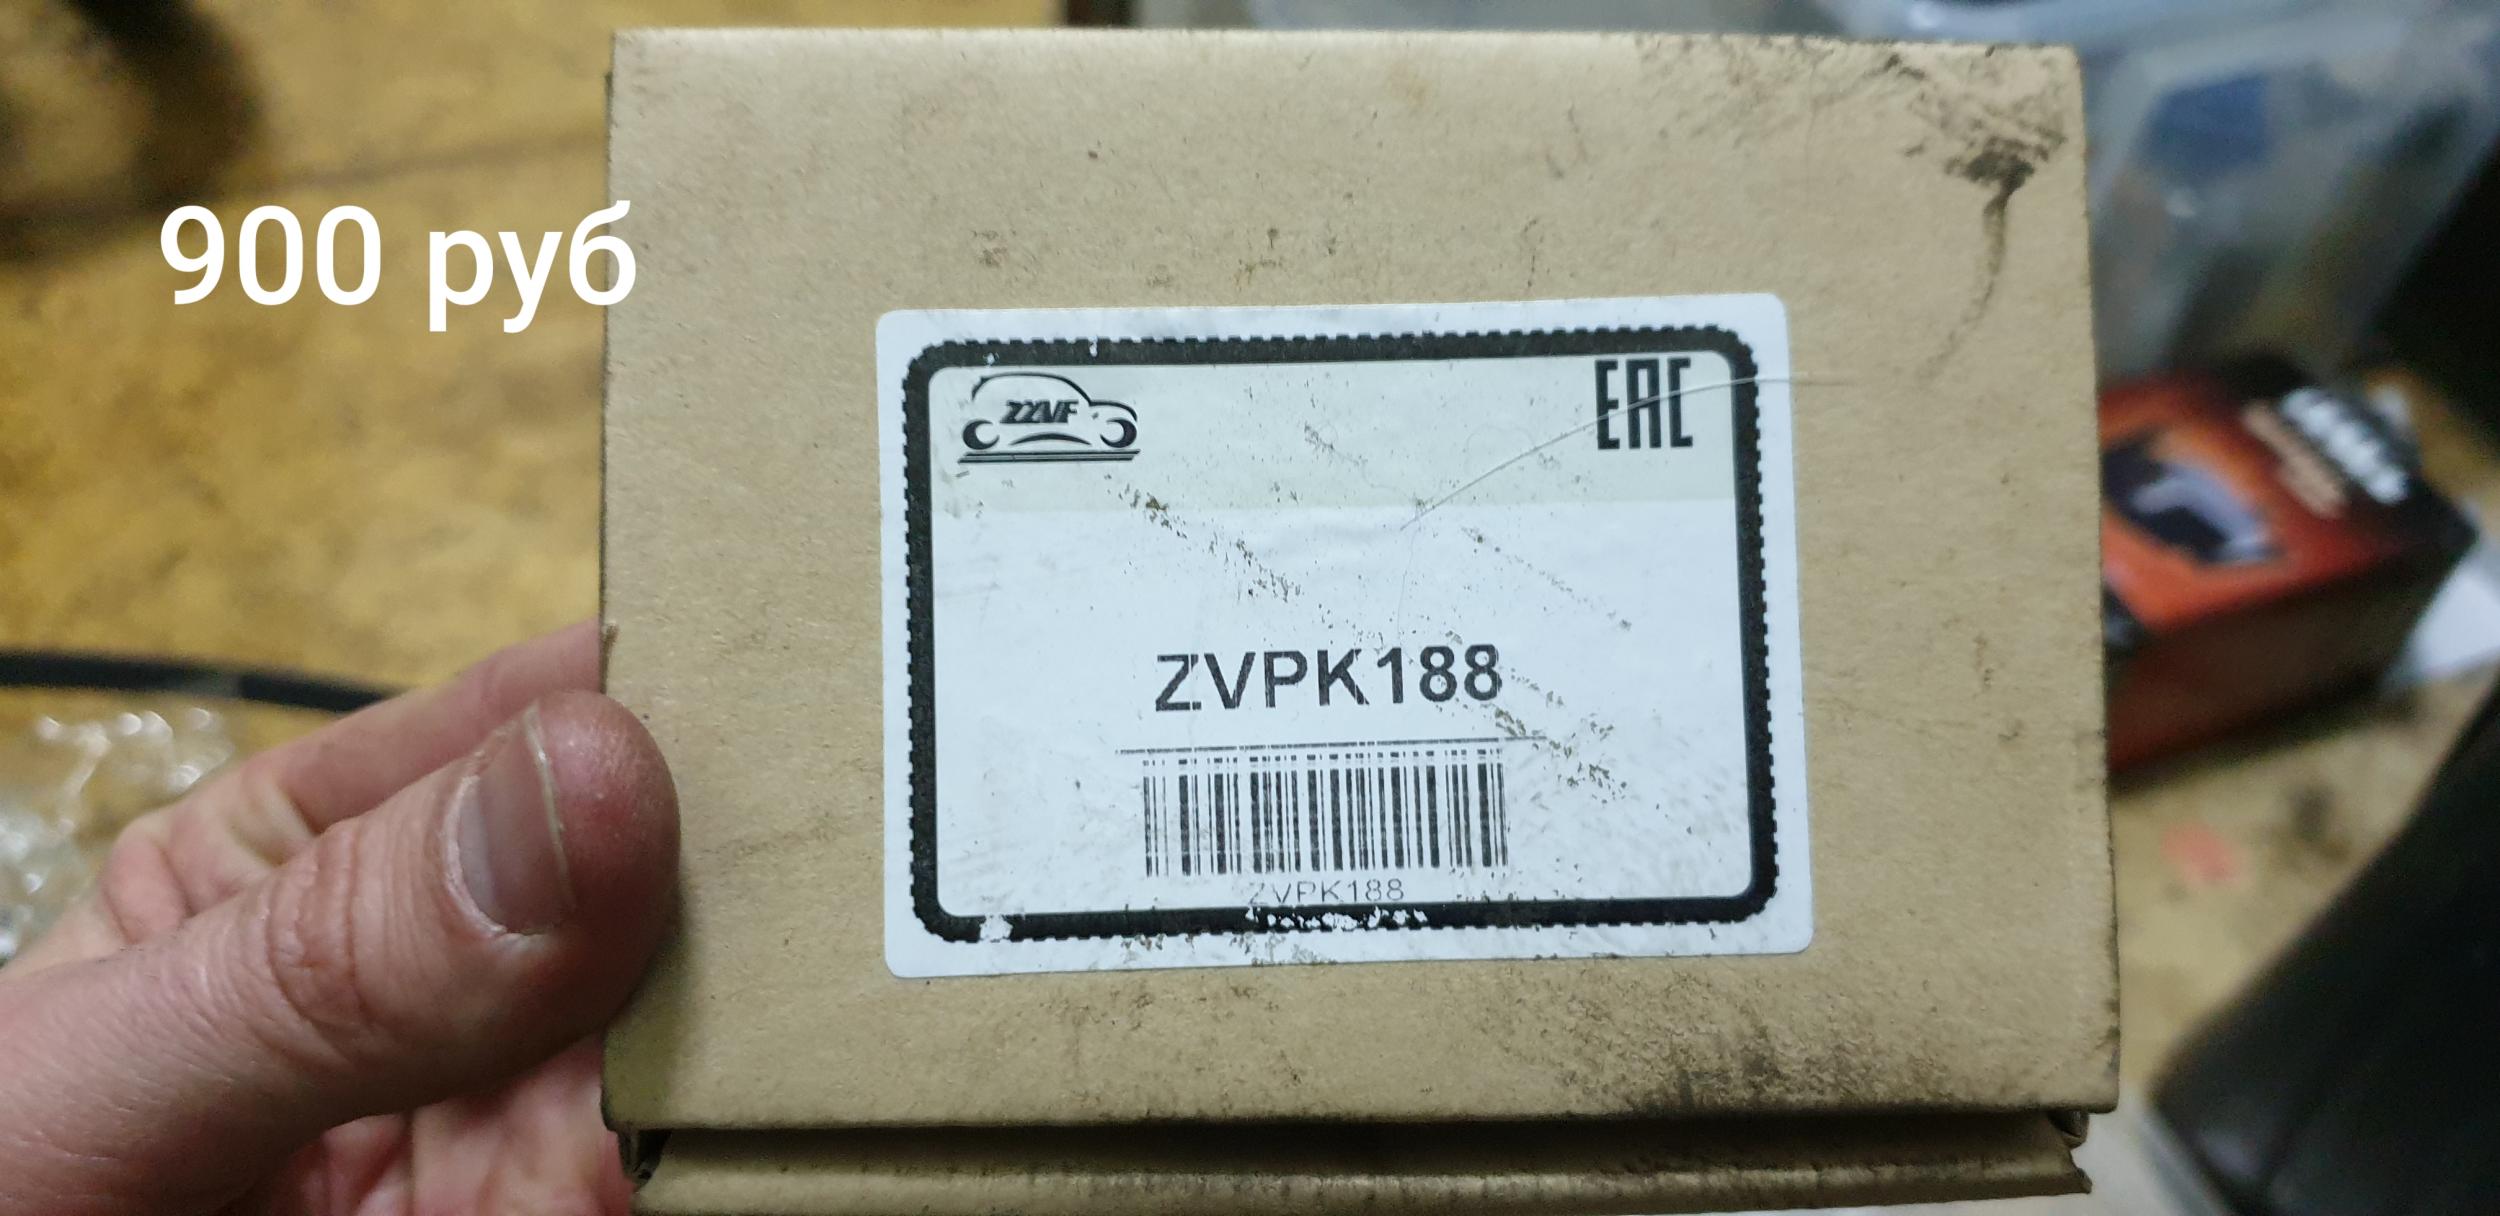 900 руб
ZZVF
EAC
ZVPK188
ZVPK188